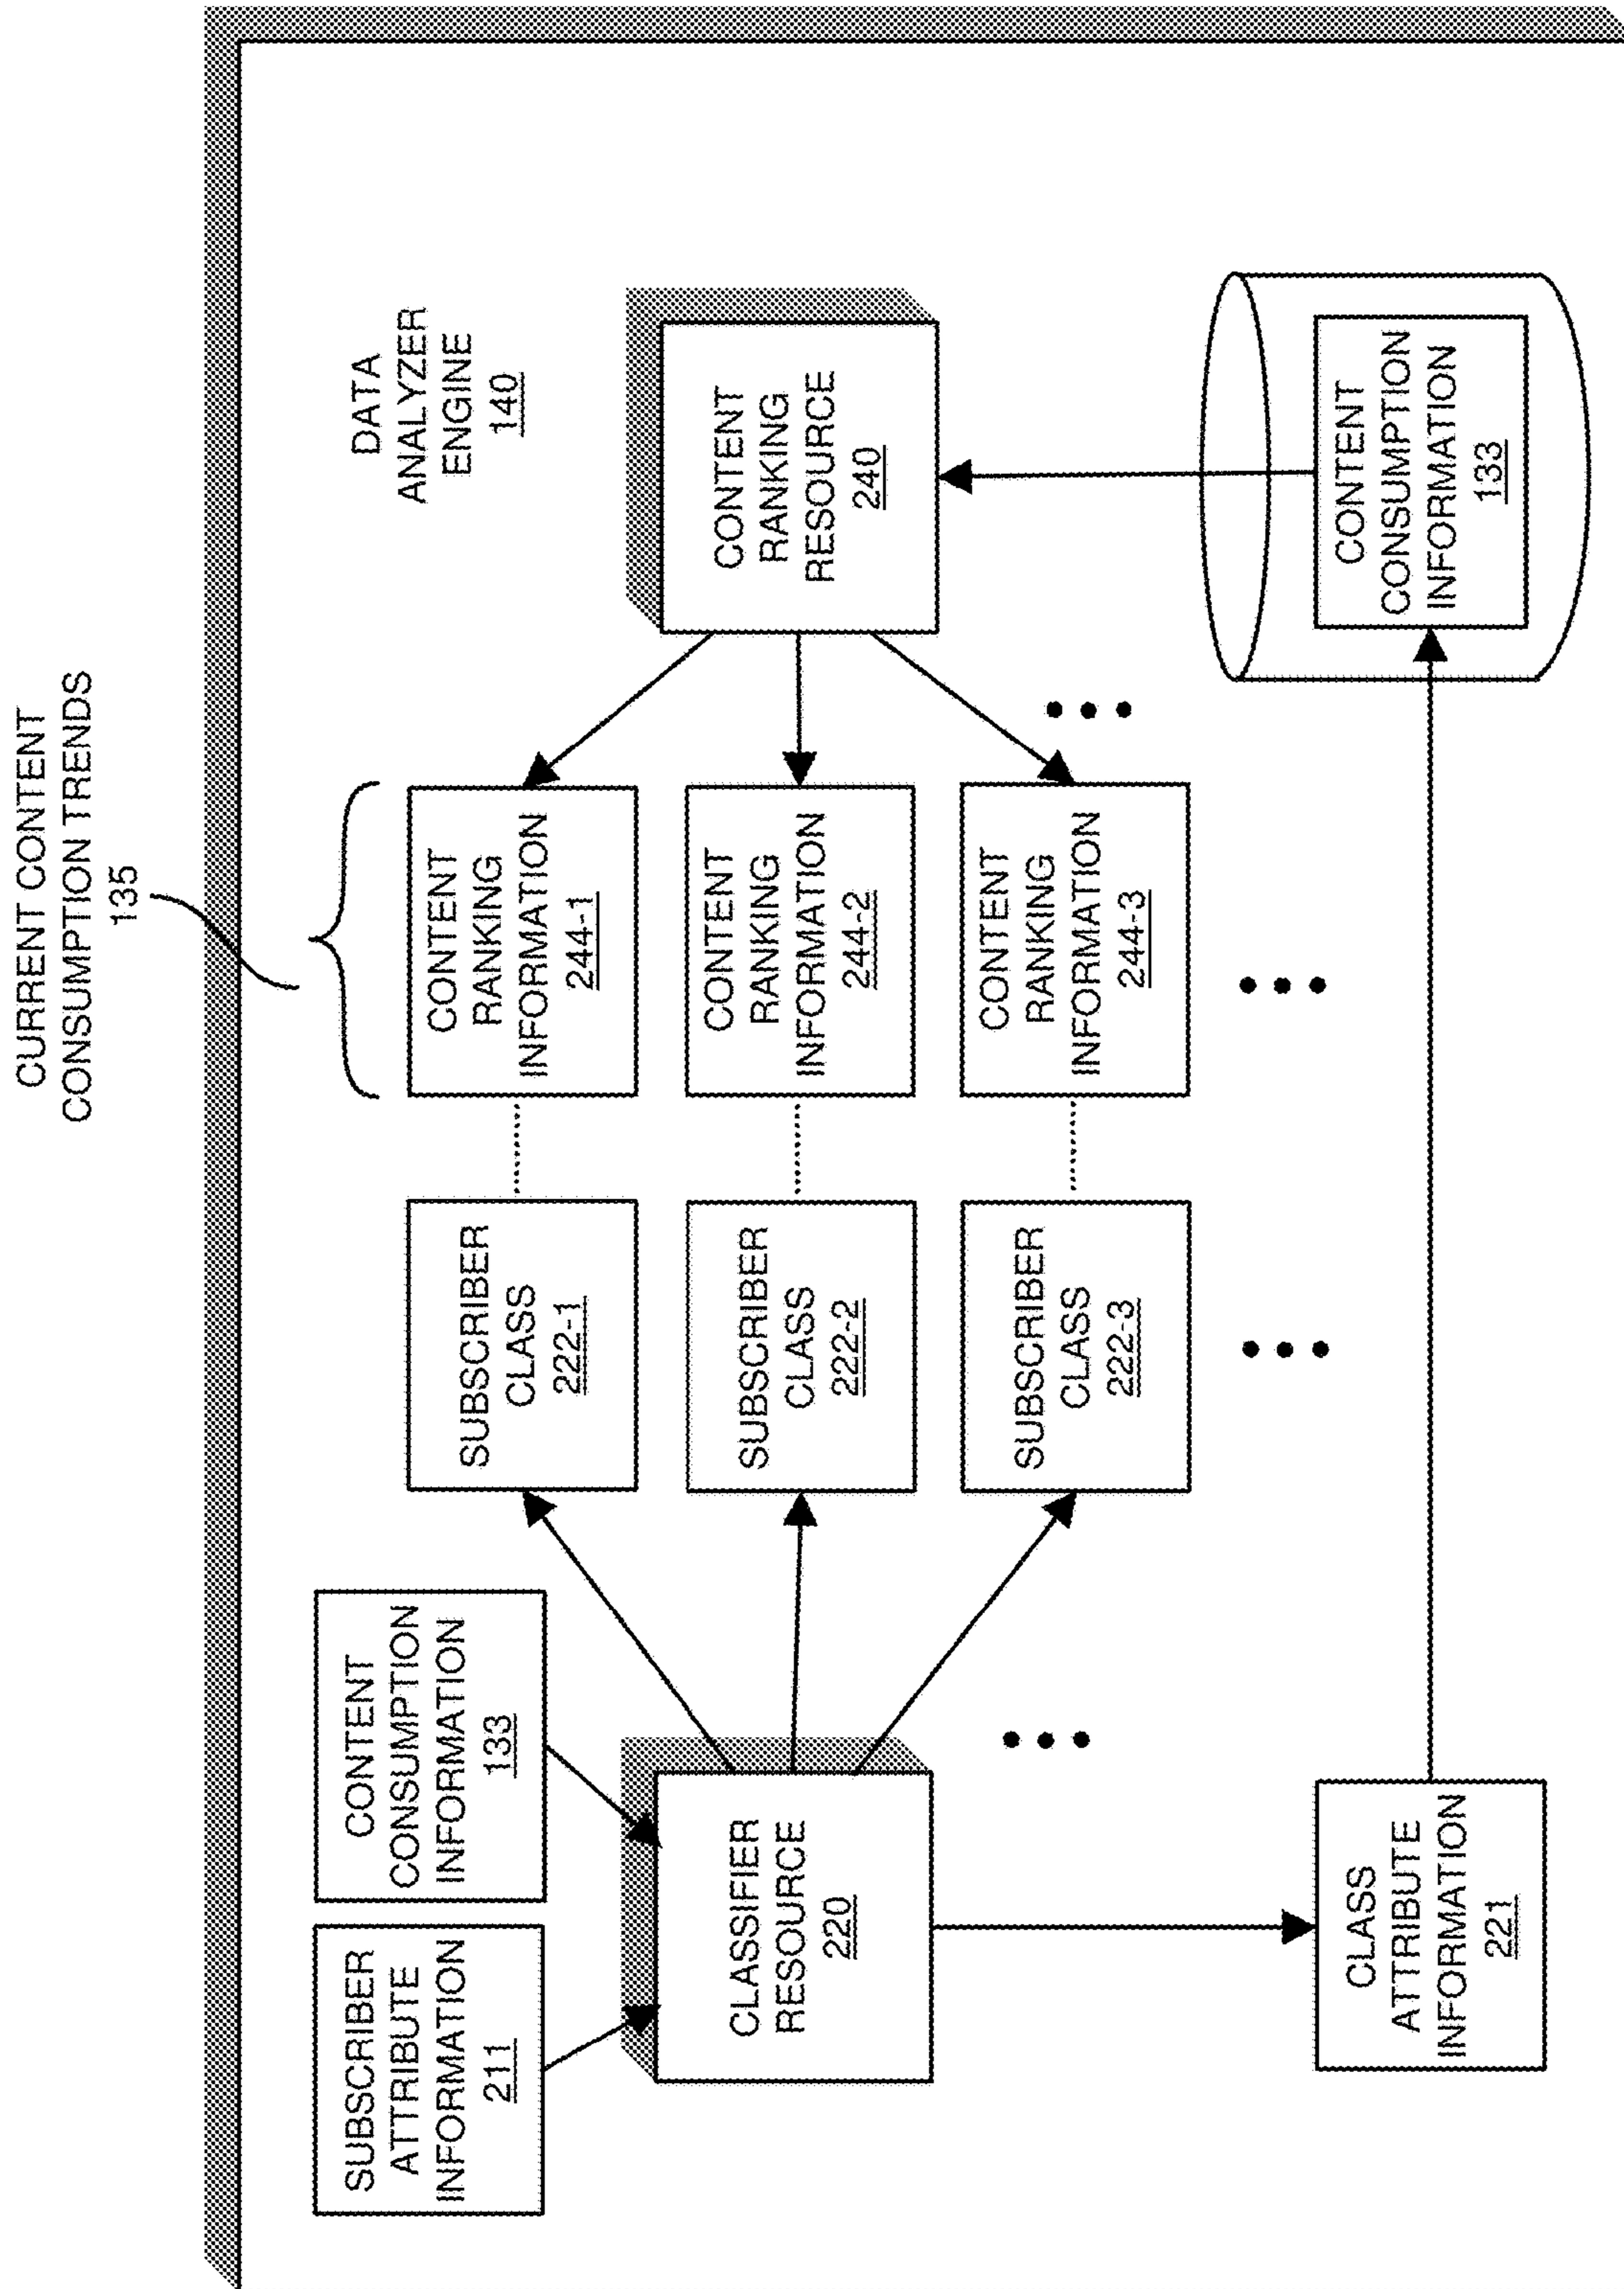 CURRENT CONTENT
CONSUMPTION TRENDS
135
DATA
ANALYZER
ENGINE
140
SUBSCRIBER
ATTRIBUTE
INFORMATION
211
CONTENT
CONSUMPTION
INFORMATION
133
CLASSIFIER
RESOURCE
220
SUBSCRIBER
CLASS
222-1
SUBSCRIBER
CLASS
222-2
SUBSCRIBER
CLASS
222-3
CONTENT
RANKING
INFORMATION
244-1
CONTENT
RANKING
INFORMATION
244-2
CONTENT
RANKING
INFORMATION
244-3
CONTENT
RANKING
RESOURCE
240
CLASS
ATTRIBUTE
INFORMATION
221
CONTENT
CONSUMPTION
INFORMATION
133